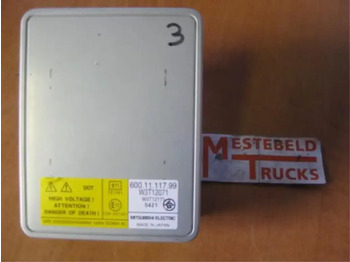 3
MESTEBELD
TRUCKS
DOT
600.11.117.99
W3T12071
HIGH VOLTAGE !
ATTENTION !
DANGER OF DEATH !
5421
MITSUBISHI ELECTRIC
MADE IN JAPAN